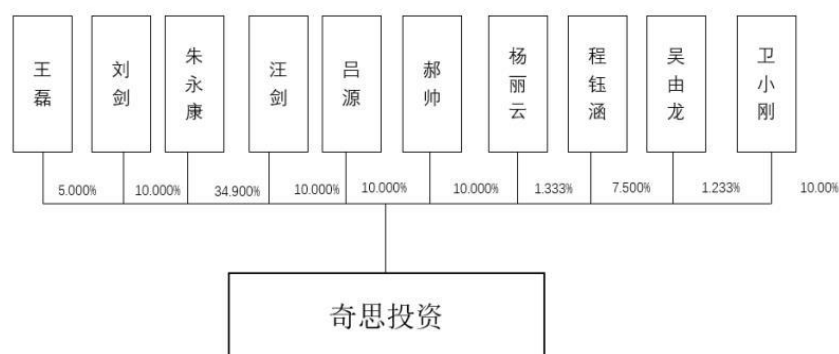 王磊
刘剑
朱永康
汪剑
吕源
郝帅
杨丽云
程钰涵
吴由龙
卫小刚
5.000%
10.000%
34.900%
10.000%
10.000%
10.000%
1.333%
7.500%
1.233%
10.00%
奇思投资